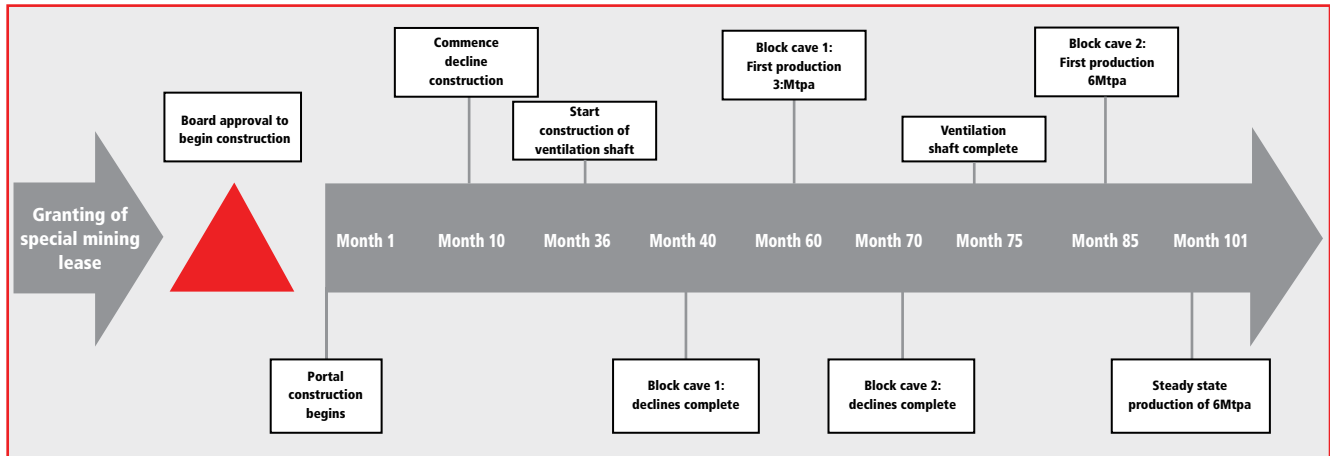 Granting of
special mining
lease
Board approval to
begin construction
Commence
decline
construction
Start
construction of
ventilation shaft
Block cave 1:
First production
3:Mtpa
Ventilation
shaft complete
Block cave 2:
First production
6Mtpa
Month 1
Month 10
Month 36
Month 40
Month 60
Month 70
Month 75
Month 85
Month 101
Portal
construction
begins
Block cave 1:
declines complete
Block cave 2:
declines complete
Steady state
production of 6Mtpa